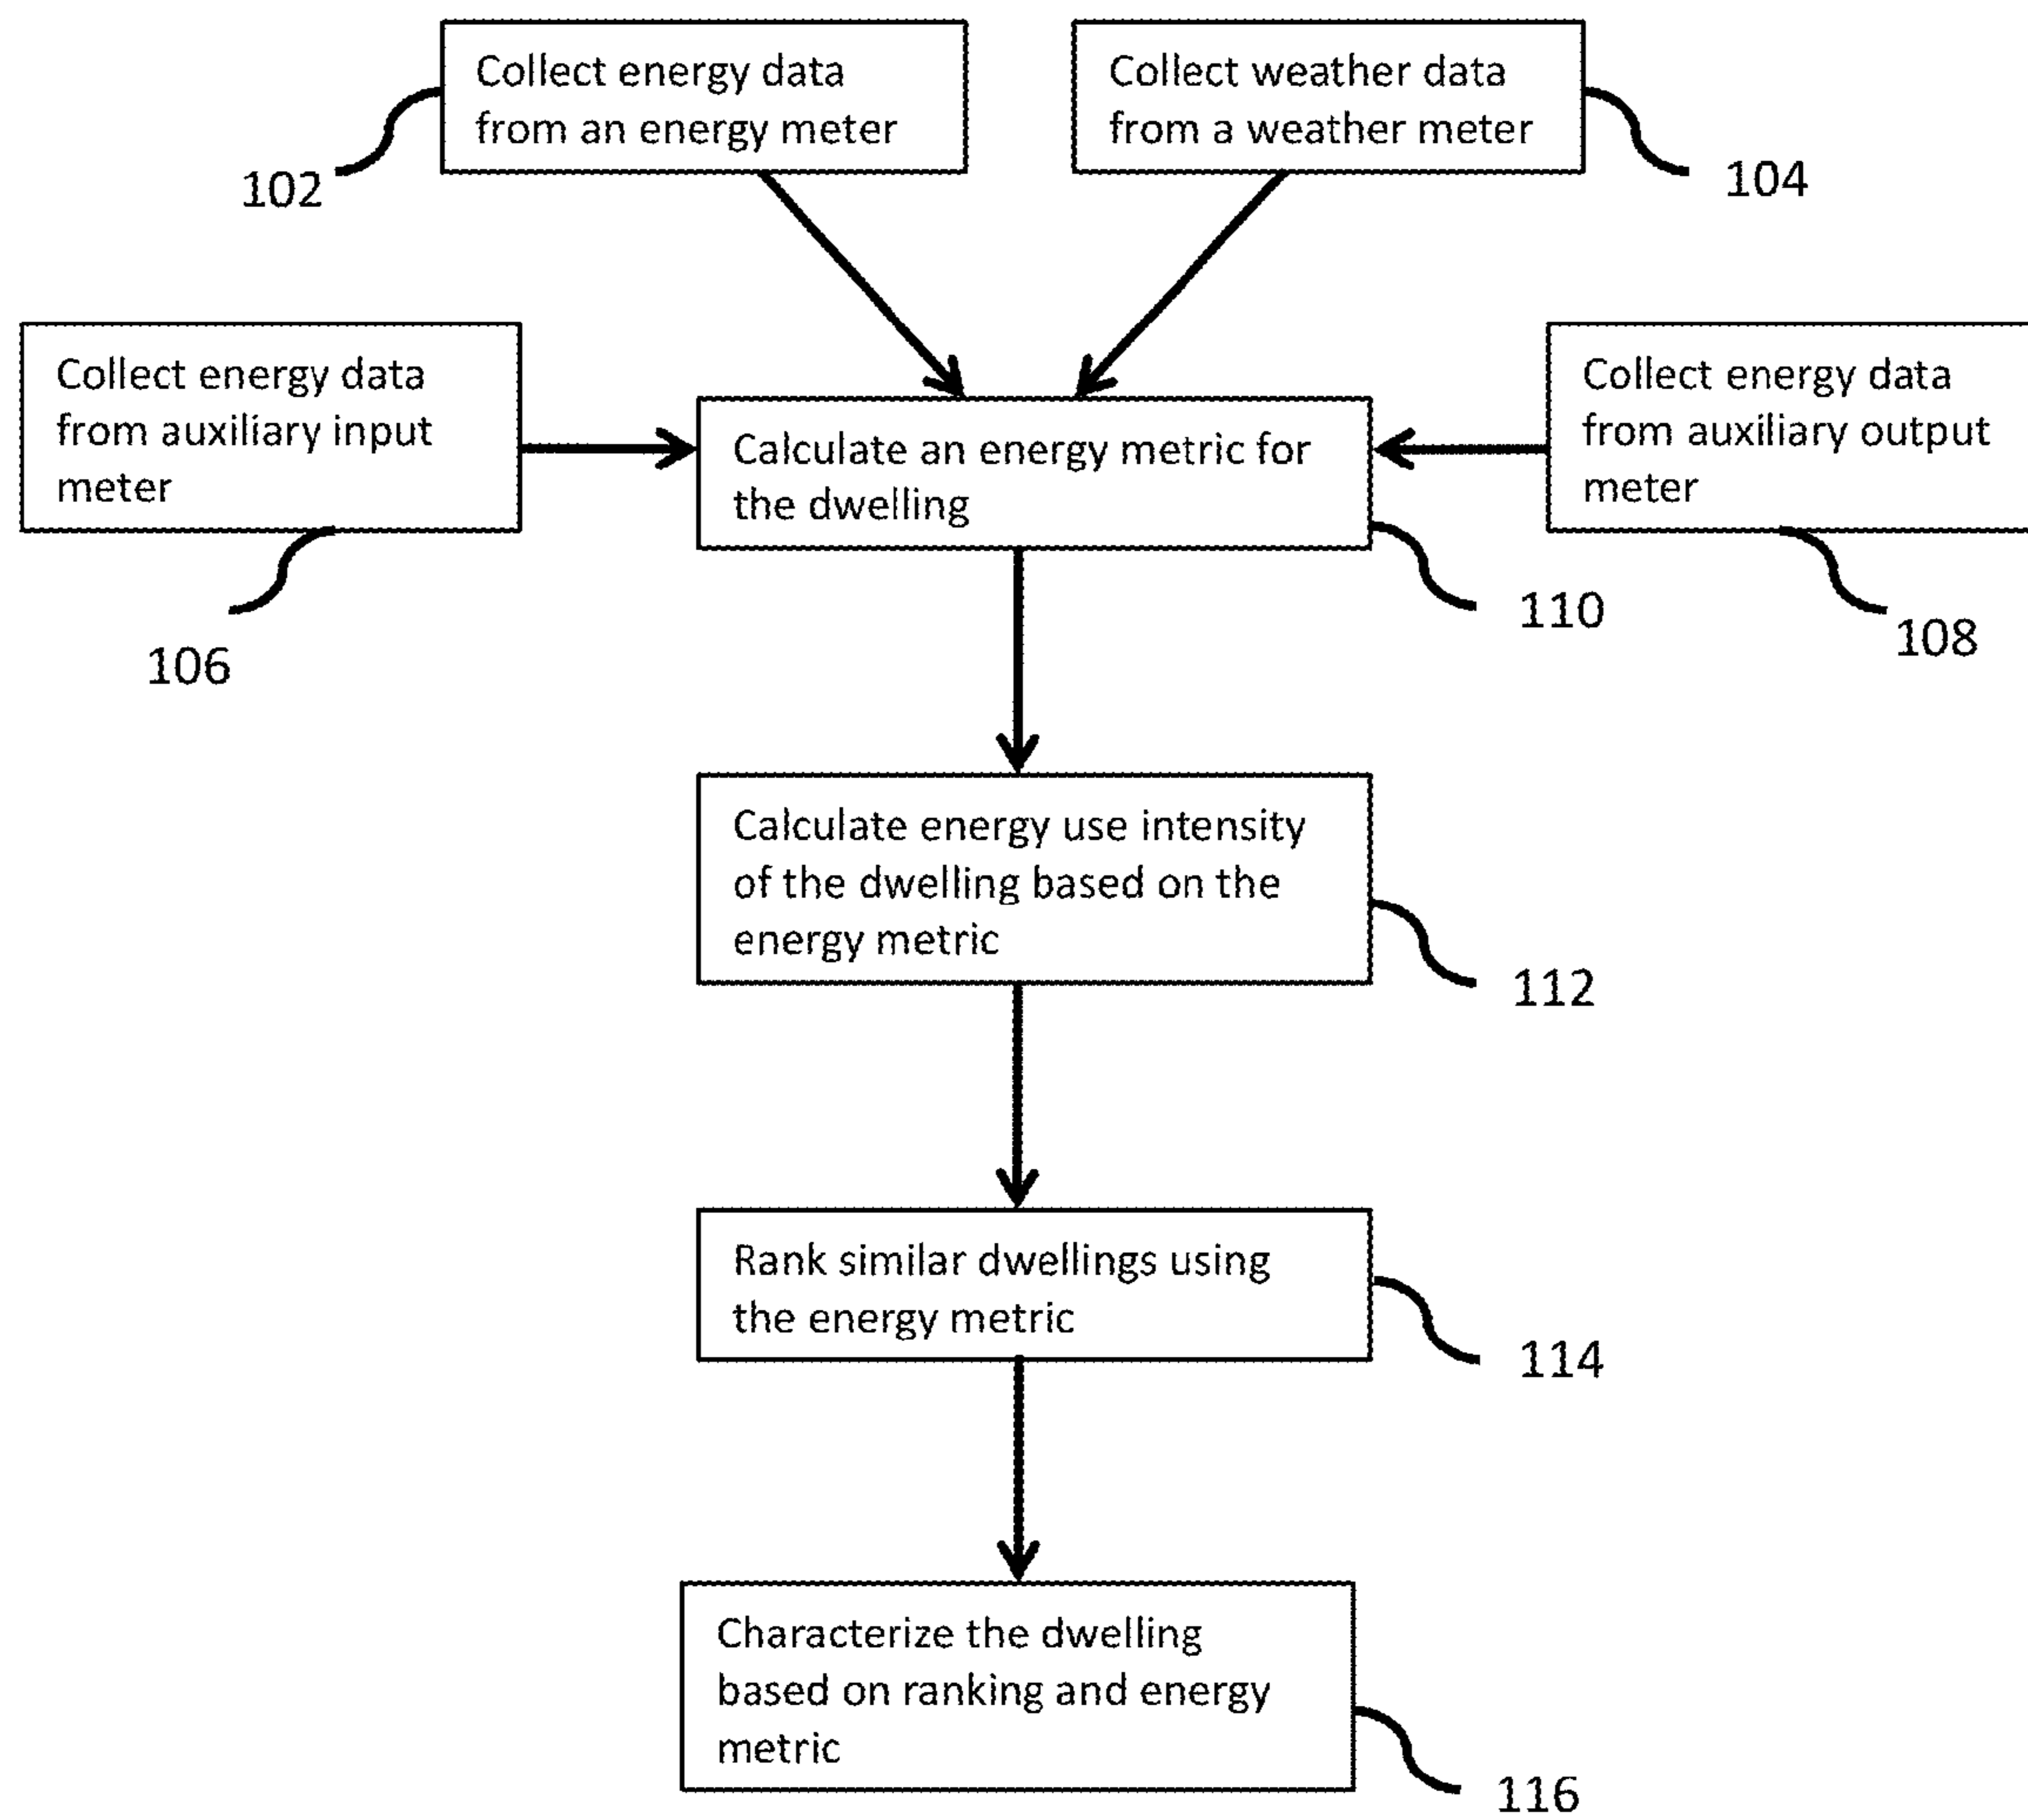 Collect energy data
from an energy meter
102
Collect weather data
from a weather meter
104
Collect energy data
from auxiliary input
meter
106
Calculate an energy metric for
the dwelling
110
Collect energy data
from auxiliary output
meter
108
Calculate energy use intensity
of the dwelling based on the
energy metric
112
Rank similar dwellings using
the energy metric
114
Characterize the dwelling
based on ranking and energy
metric
116